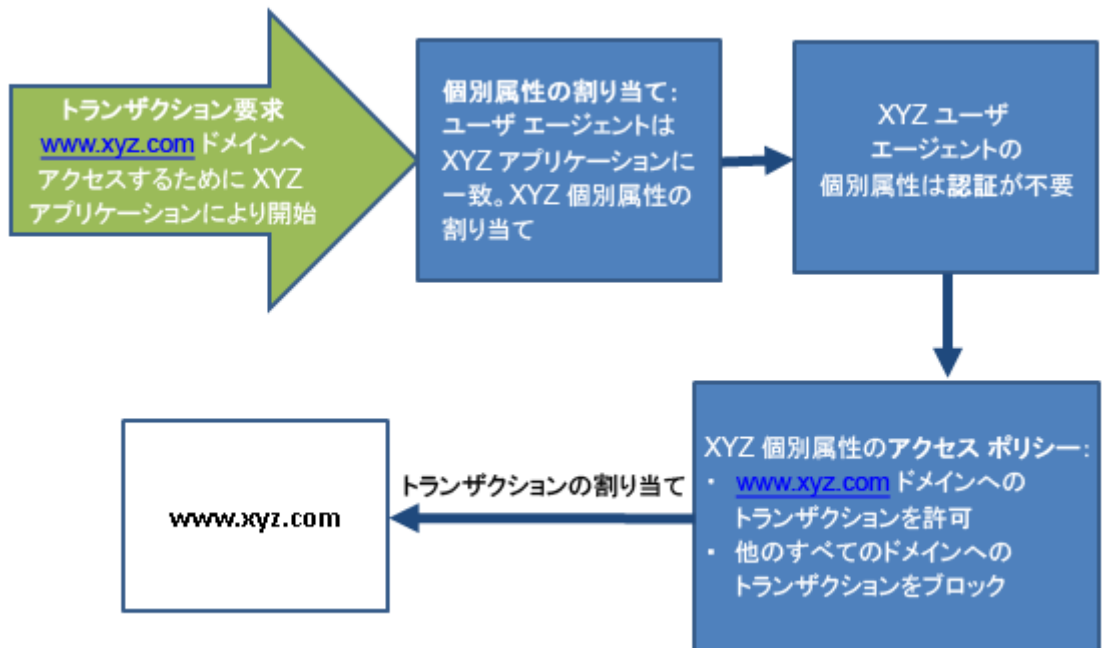 トランザクション要求
www.xyz.com ドメインへ
アクセスするために XYZ
アプリケーションにより開始
個別属性の割り当て：
ユーザ エージェントは
XYZ アプリケーションに
一致。XYZ 個別属性の
割り当て
XYZ ユーザ
エージェントの
個別属性は認証が不要
XYZ 個別属性のアクセス ポリシー：
・ www.xyz.com ドメインへの
トランザクションを許可
・ 他のすべてのドメインへの
トランザクションをブロック
トランザクションの割り当て
www.xyz.com